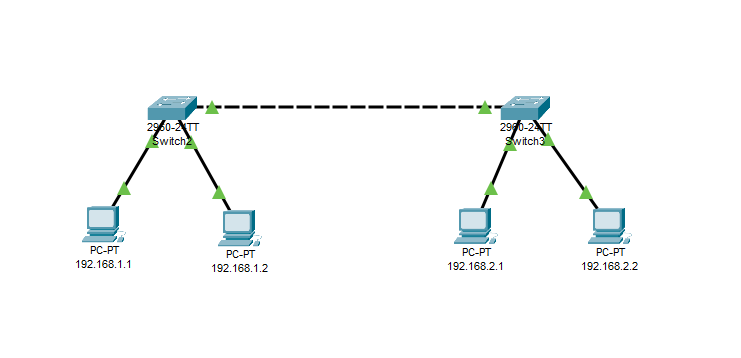 2960-24TT
Switch2
2960-24TT
Switch3
PC-PT
192.168.1.1
PC-PT
192.168.1.2
PC-PT
192.168.2.1
PC-PT
192.168.2.2